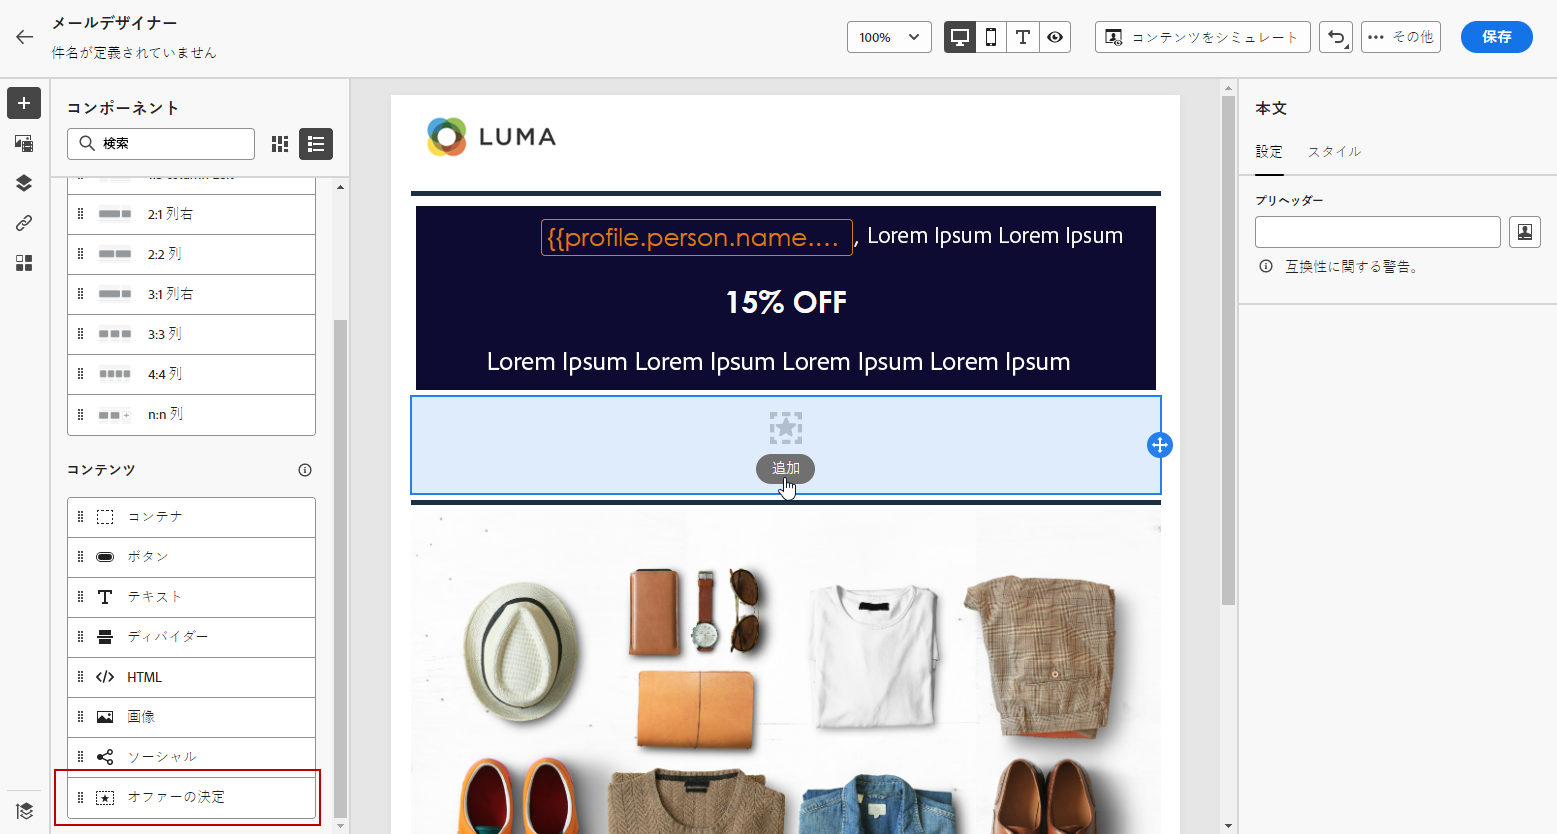 メールデザイナー
件名が定義されていません
100%
コンテンツをシミュレート
その他
保存
コンポーネント
検索
2:1 列右
2:2 列
3:1 列右
3:3 列
4:4 列
n:n 列
コンテンツ
コンテナ
ボタン
テキスト
ディバイダー
HTML
画像
ソーシャル
オファーの決定
LUMA
{{profile.person.name.... , Lorem Ipsum Lorem Ipsum
15% OFF
Lorem Ipsum Lorem Ipsum Lorem Ipsum Lorem Ipsum
追加
本文
設定 スタイル
プリヘッダー
互換性に関する警告。